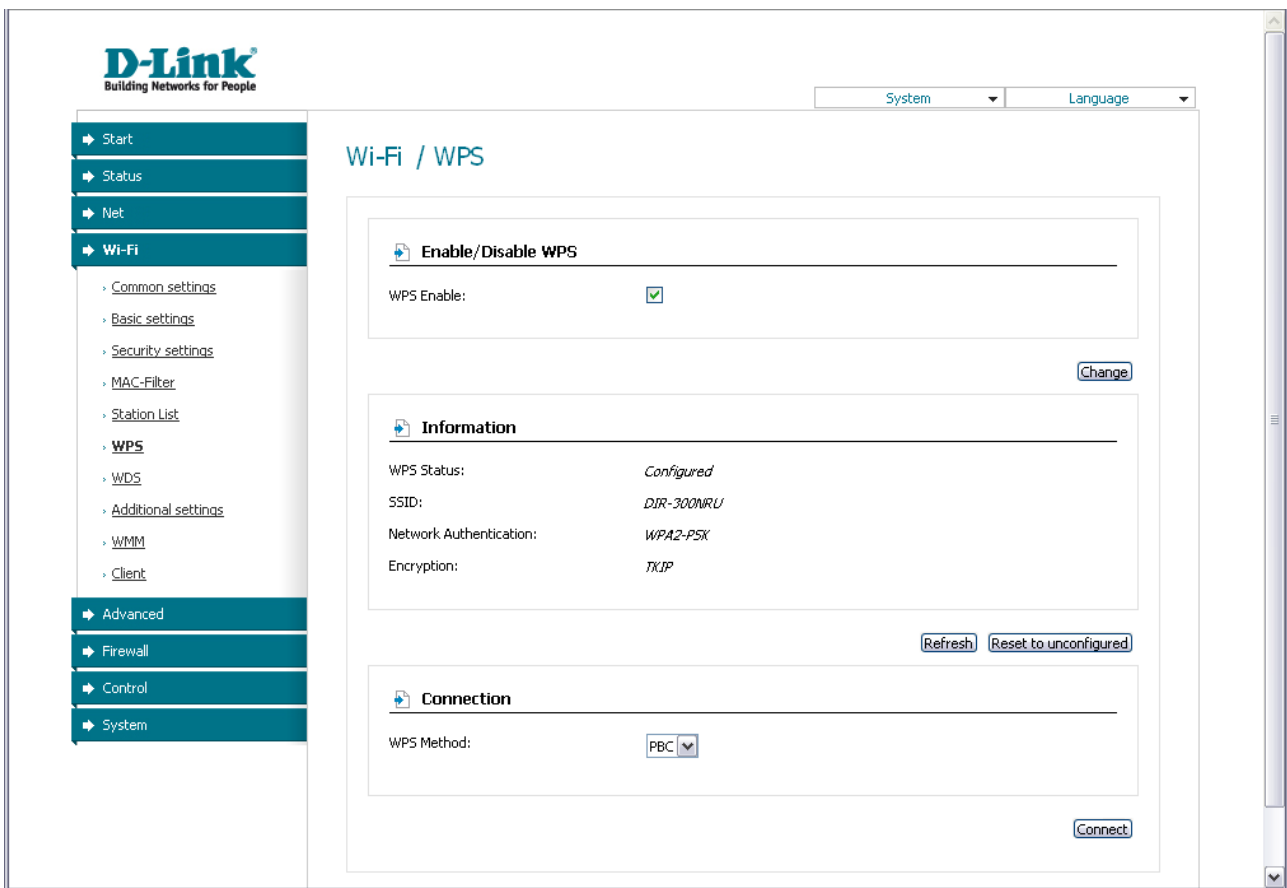 D-Link®
Building Networks for People
System Language
Start
Status
Net
Wi-Fi
Common settings
Basic settings
Security settings
MAC-Filter
Station List
WPS
WDS
Additional settings
WMM
Client
Advanced
Firewall
Control
System
Wi-Fi / WPS
Enable/Disable WPS
WPS Enable:
Change
Information
WPS Status: Configured
SSID: DIR-300NRU
Network Authentication: WPA2-PSK
Encryption: TKIP
Refresh Reset to unconfigured
Connection
WPS Method: PBC
Connect